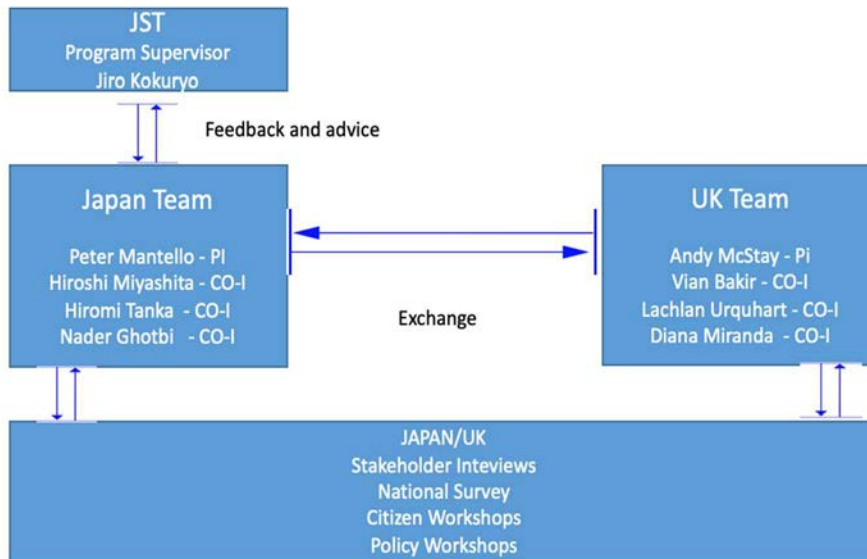 JST
Program Supervisor
Jiro Kokuryo
Feedback and advice
Japan Team
Peter Mantello - PI
Hiroshi Miyashita - CO-I
Hiromi Tanka - CO-I
Nader Ghotbi - CO-I
Exchange
UK Team
Andy McStay - Pi
Vian Bakir - CO-I
Lachlan Urquhart - CO-I
Diana Miranda - CO-I
JAPAN/UK
Stakeholder Inteviews
National Survey
Citizen Workshops
Policy Workshops